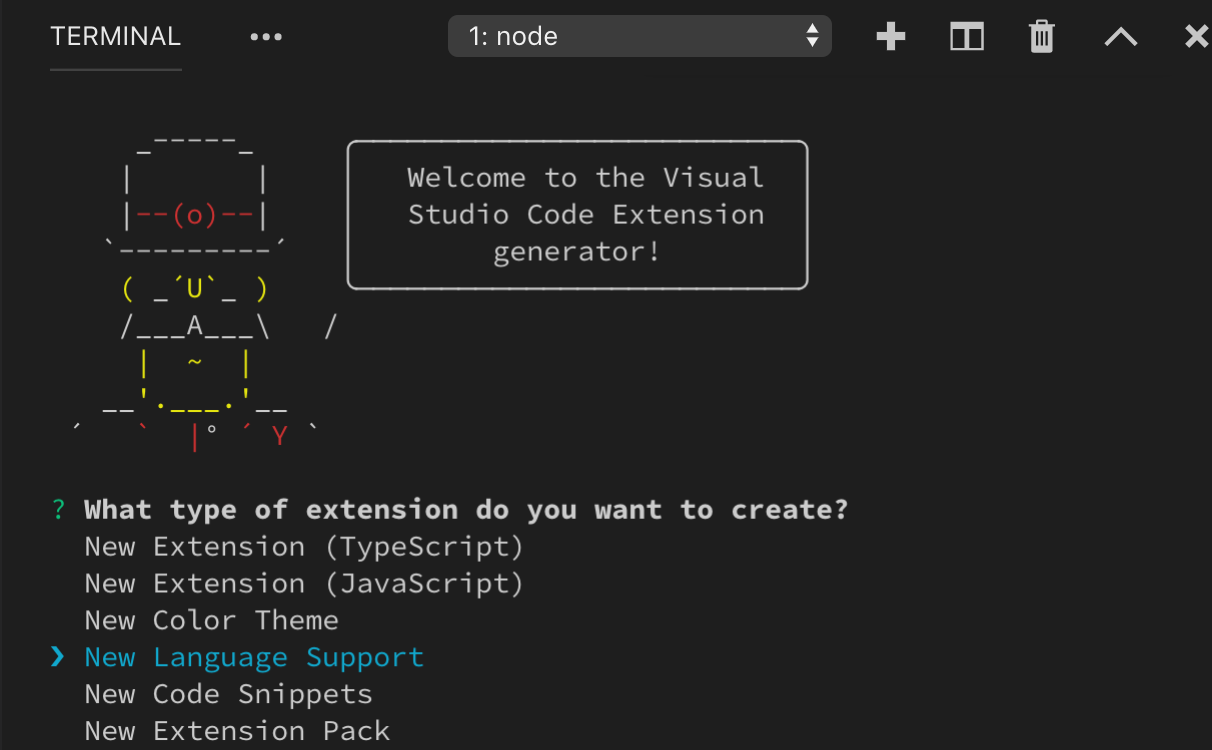 TERMINAL
1: node
Welcome to the Visual
Studio Code Extension
generator!
     _-----_
    |       |
    |--(o)--|
   `---------´
    ( _´U`_ )
    /___A___\   /
     |  ~  |
   __'.___.'__
 ´   `  |° ´ Y `
? What type of extension do you want to create?
New Extension (TypeScript)
New Extension (JavaScript)
New Color Theme
❯ New Language Support
New Code Snippets
New Extension Pack